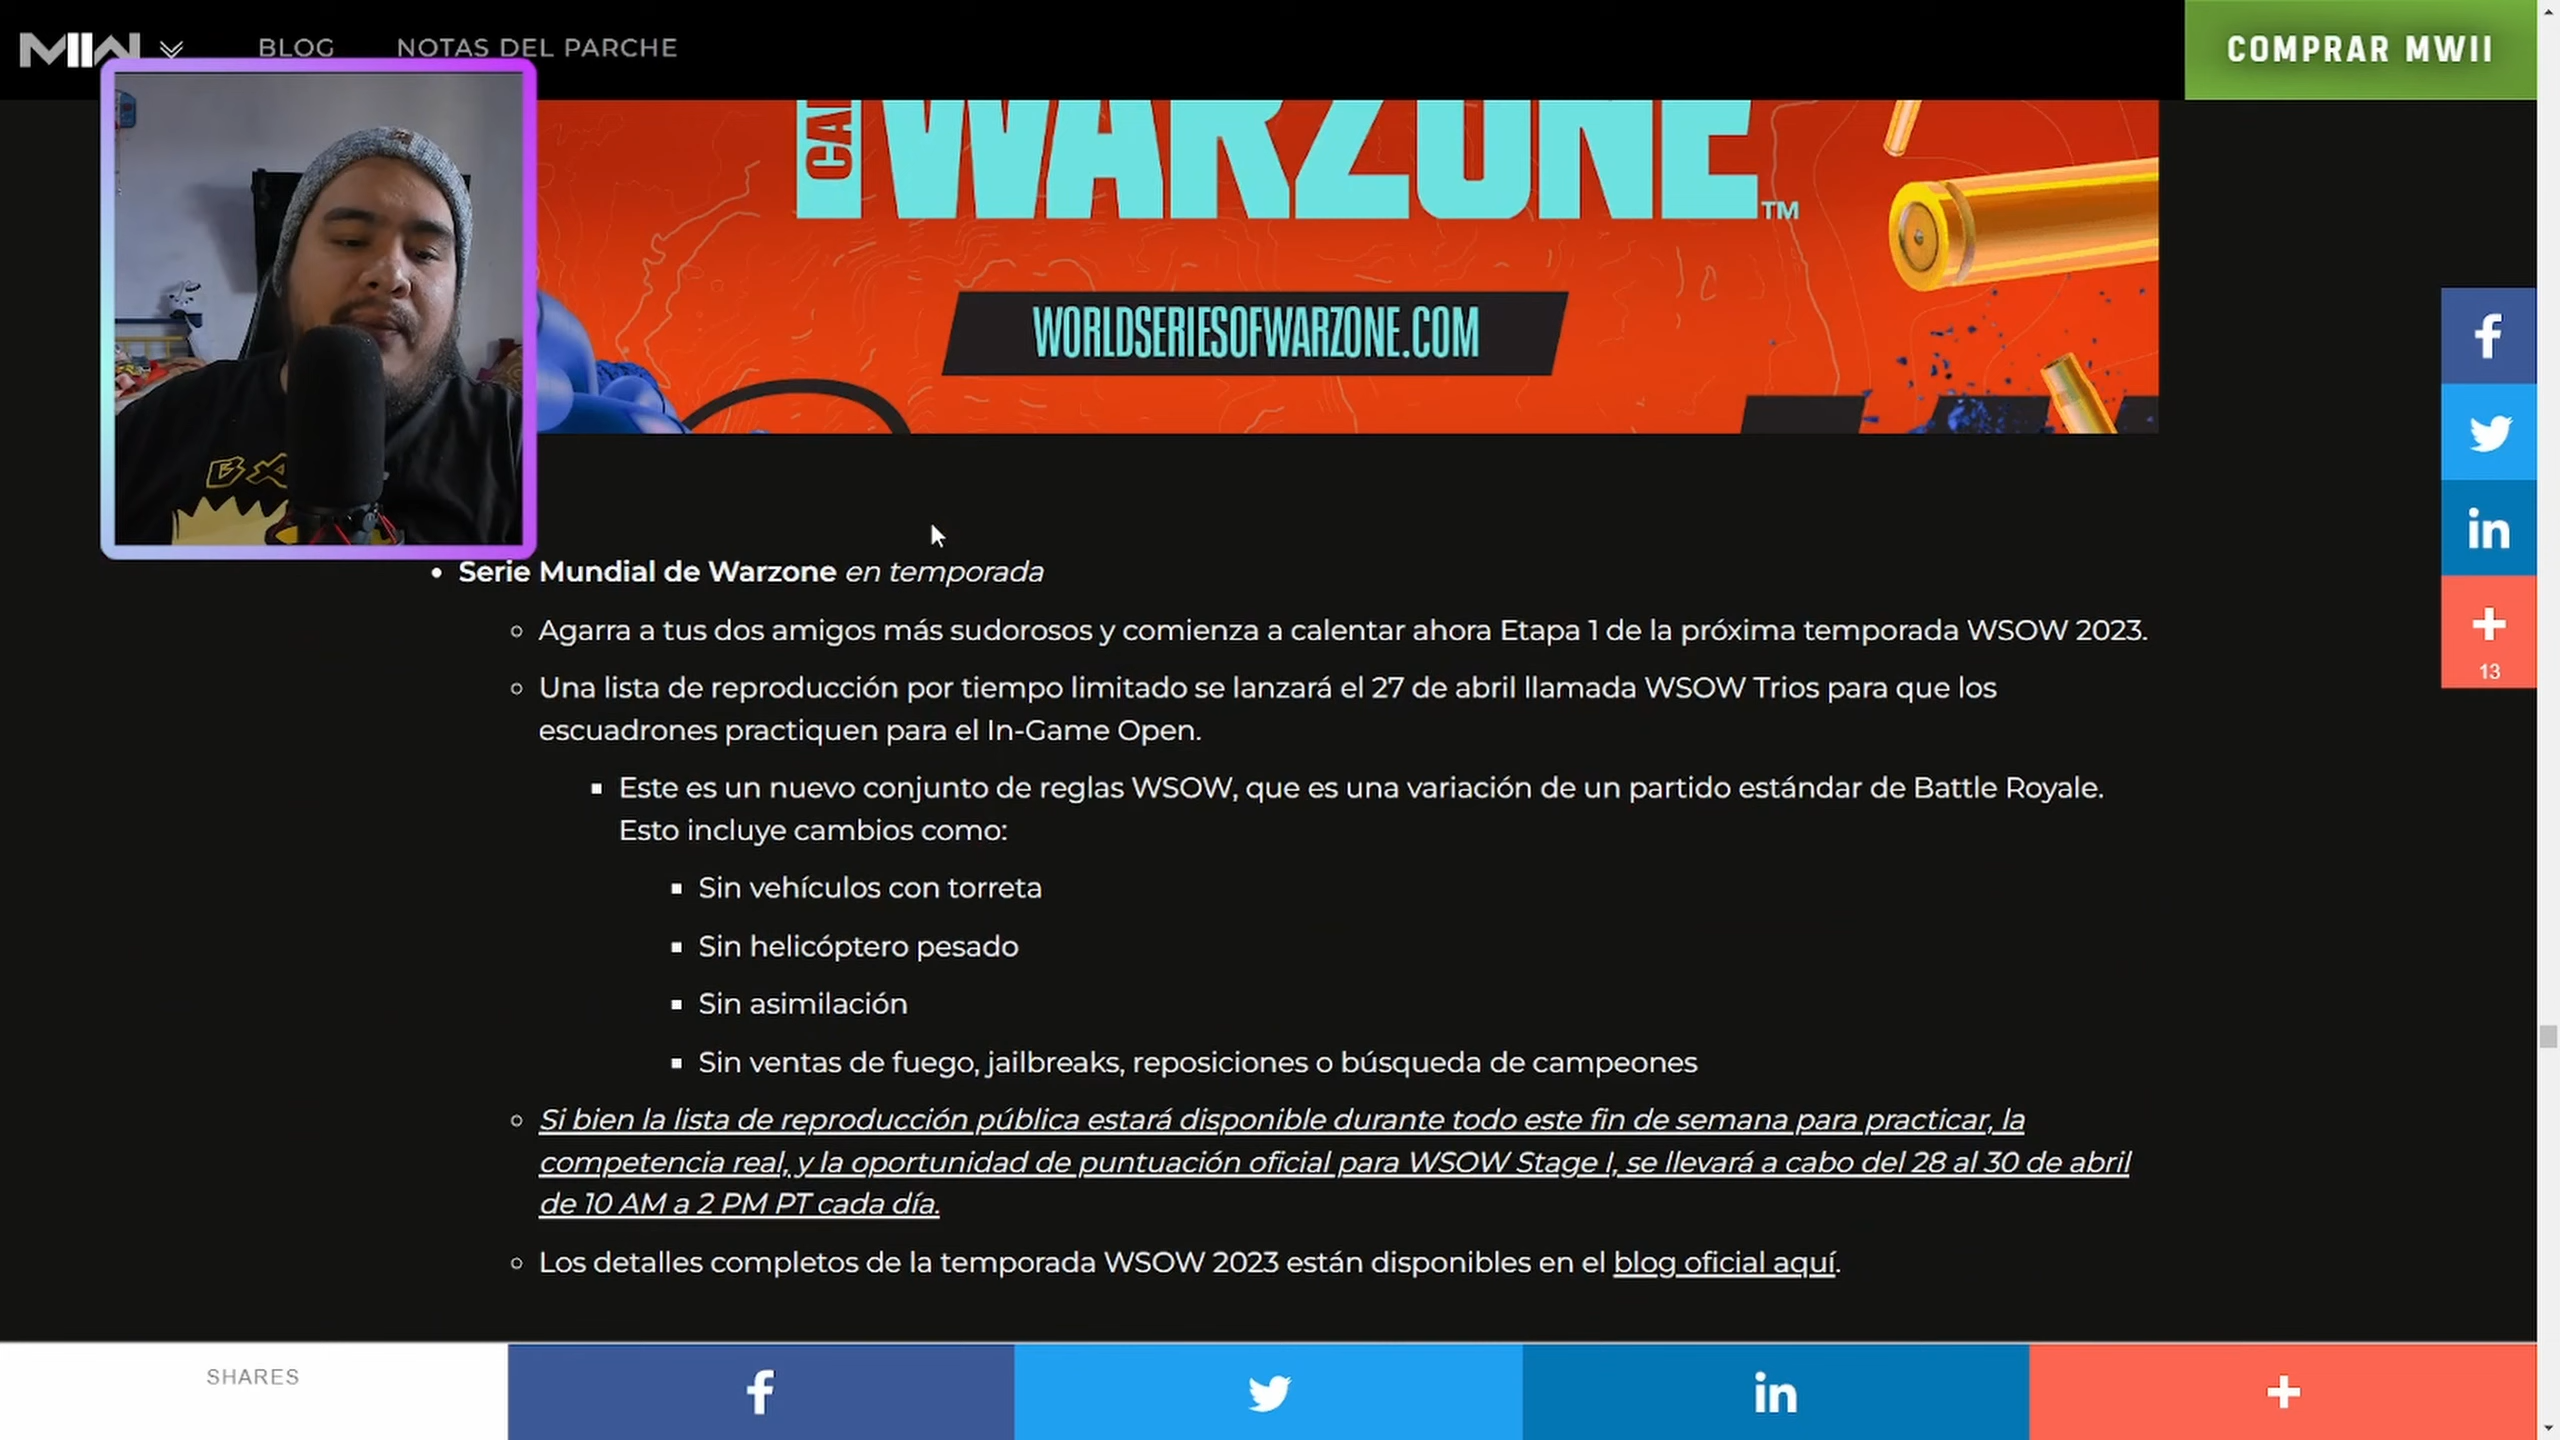 MW
BLOG
NOTAS DEL PARCHE
COMPRAR MWII
WARZONE™
WORLDSERIESOFWARZONE.COM
13
• Serie Mundial de Warzone en temporada
Agarra a tus dos amigos más sudorosos y comienza a calentar ahora Etapa 1 de la próxima temporada WSOW 2023.
Una lista de reproducción por tiempo limitado se lanzará el 27 de abril llamada WSOW Trios para que los
escuadrones practiquen para el In-Game Open.
Este es un nuevo conjunto de reglas WSOW, que es una variación de un partido estándar de Battle Royale.
Esto incluye cambios como:
Sin vehículos con torreta
Sin helicóptero pesado
Sin asimilación
Sin ventas de fuego, jailbreaks, reposiciones o búsqueda de campeones
Si bien la lista de reproducción pública estará disponible durante todo este fin de semana para practicar, la
competencia real, y la oportunidad de puntuación oficial para WSOW Stage I, se llevará a cabo del 28 al 30 de abril
de 10 AM a 2 PM PT cada día.
Los detalles completos de la temporada WSOW 2023 están disponibles en el blog oficial aquí.
SHARES